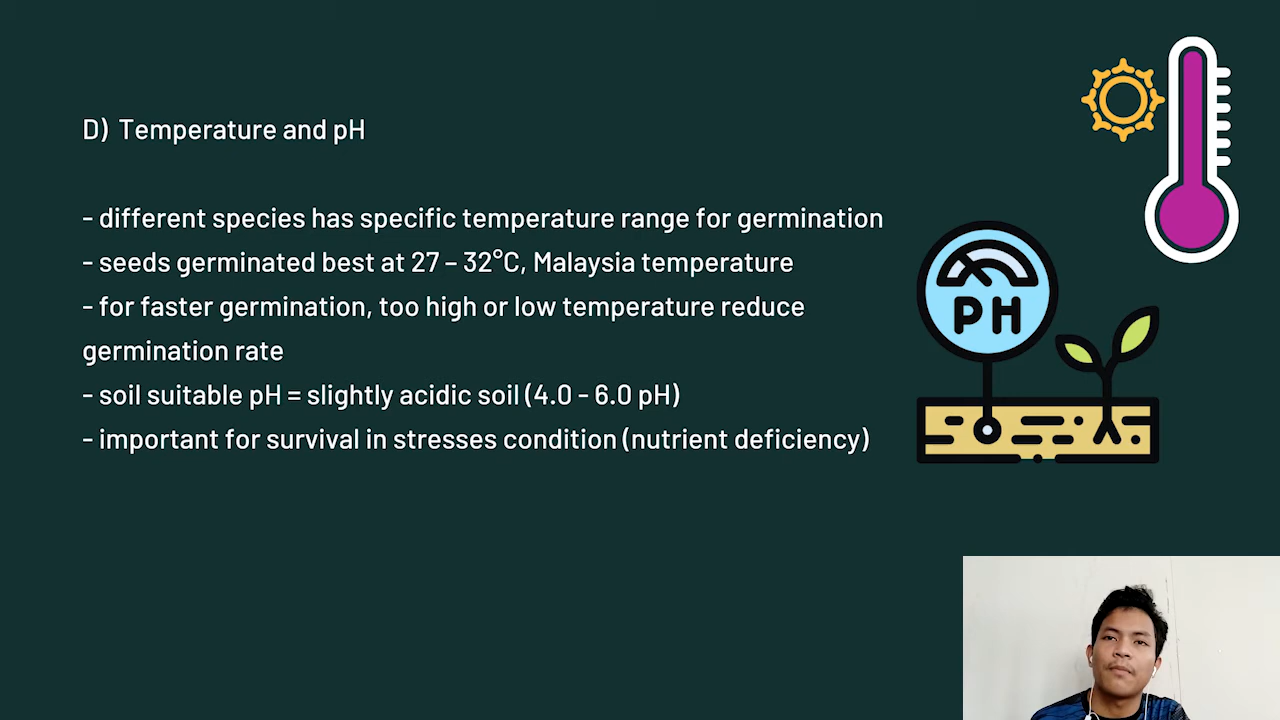 D) Temperature and pH
- different species has specific temperature range for germination
- seeds germinated best at 27 – 32°C, Malaysia temperature
- for faster germination, too high or low temperature reduce
germination rate
- soil suitable pH = slightly acidic soil (4.0 - 6.0 pH)
- important for survival in stresses condition (nutrient deficiency)
PH